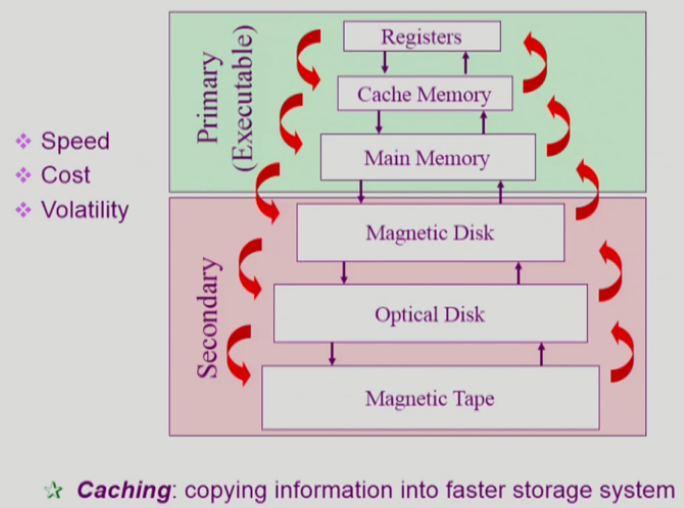 Primary
(Executable)
Registers
Cache Memory
Main Memory
Speed
Cost
Volatility
Secondary
Magnetic Disk
Optical Disk
Magnetic Tape
Caching: copying information into faster storage system